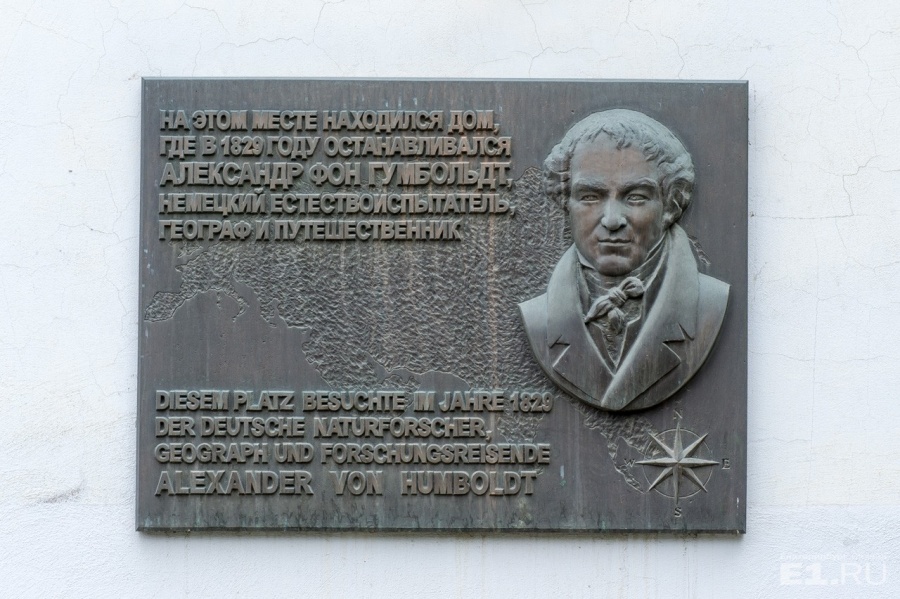 НА ЭТОМ МЕСТЕ НАХОДИЛСЯ ДОМ,
ГДЕ В 1829 ГОДУ ОСТАНАВЛИВАЛСЯ
АЛЕКСАНДР ФОН ГУМБОЛЬДТ,
НЕМЕЦКИЙ ЕСТЕСТВОИСПЫТАТЕЛЬ,
ГЕОГРАФ И ПУТЕШЕСТВЕННИК
DIESEM PLATZ BESUCHTE IM JAHRE 1829
DER DEUTSCHE NATURFORSCHER,
GEOGRAPH UND FORSCHUNGSREISENDE
ALEXANDER VON HUMBOLDT
N
W E
S
E1.RU